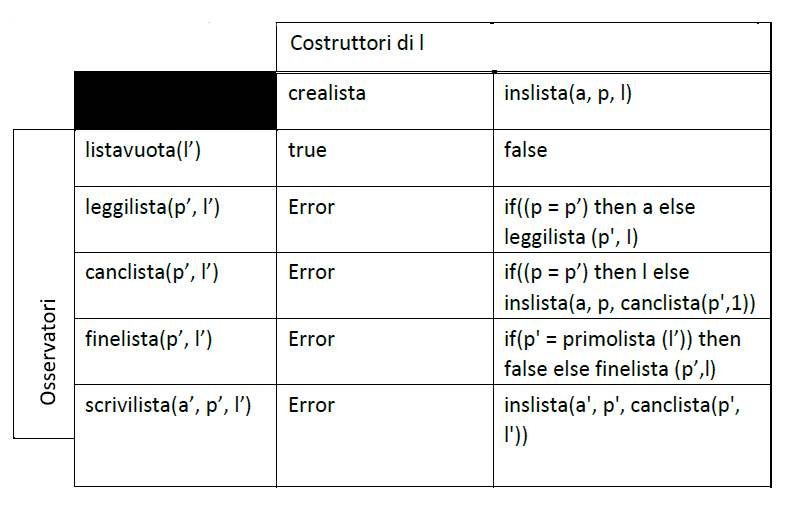 Costruttori di l
crealista
inslista(a, p, l)
Osservatori
listavuota(l’)
true
false
leggilista(p’, l’)
Error
if((p = p’) then a else
leggilista (p', l)
canclista(p’, l’)
Error
if((p = p’) then l else
inslista(a, p, canclista(p',1))
finelista(p’, l’)
Error
if(p' = primolista (l’)) then
false else finelista (p’,l)
scrivilista(a’, p’, l’)
Error
inslista(a', p', canclista(p',
l'))